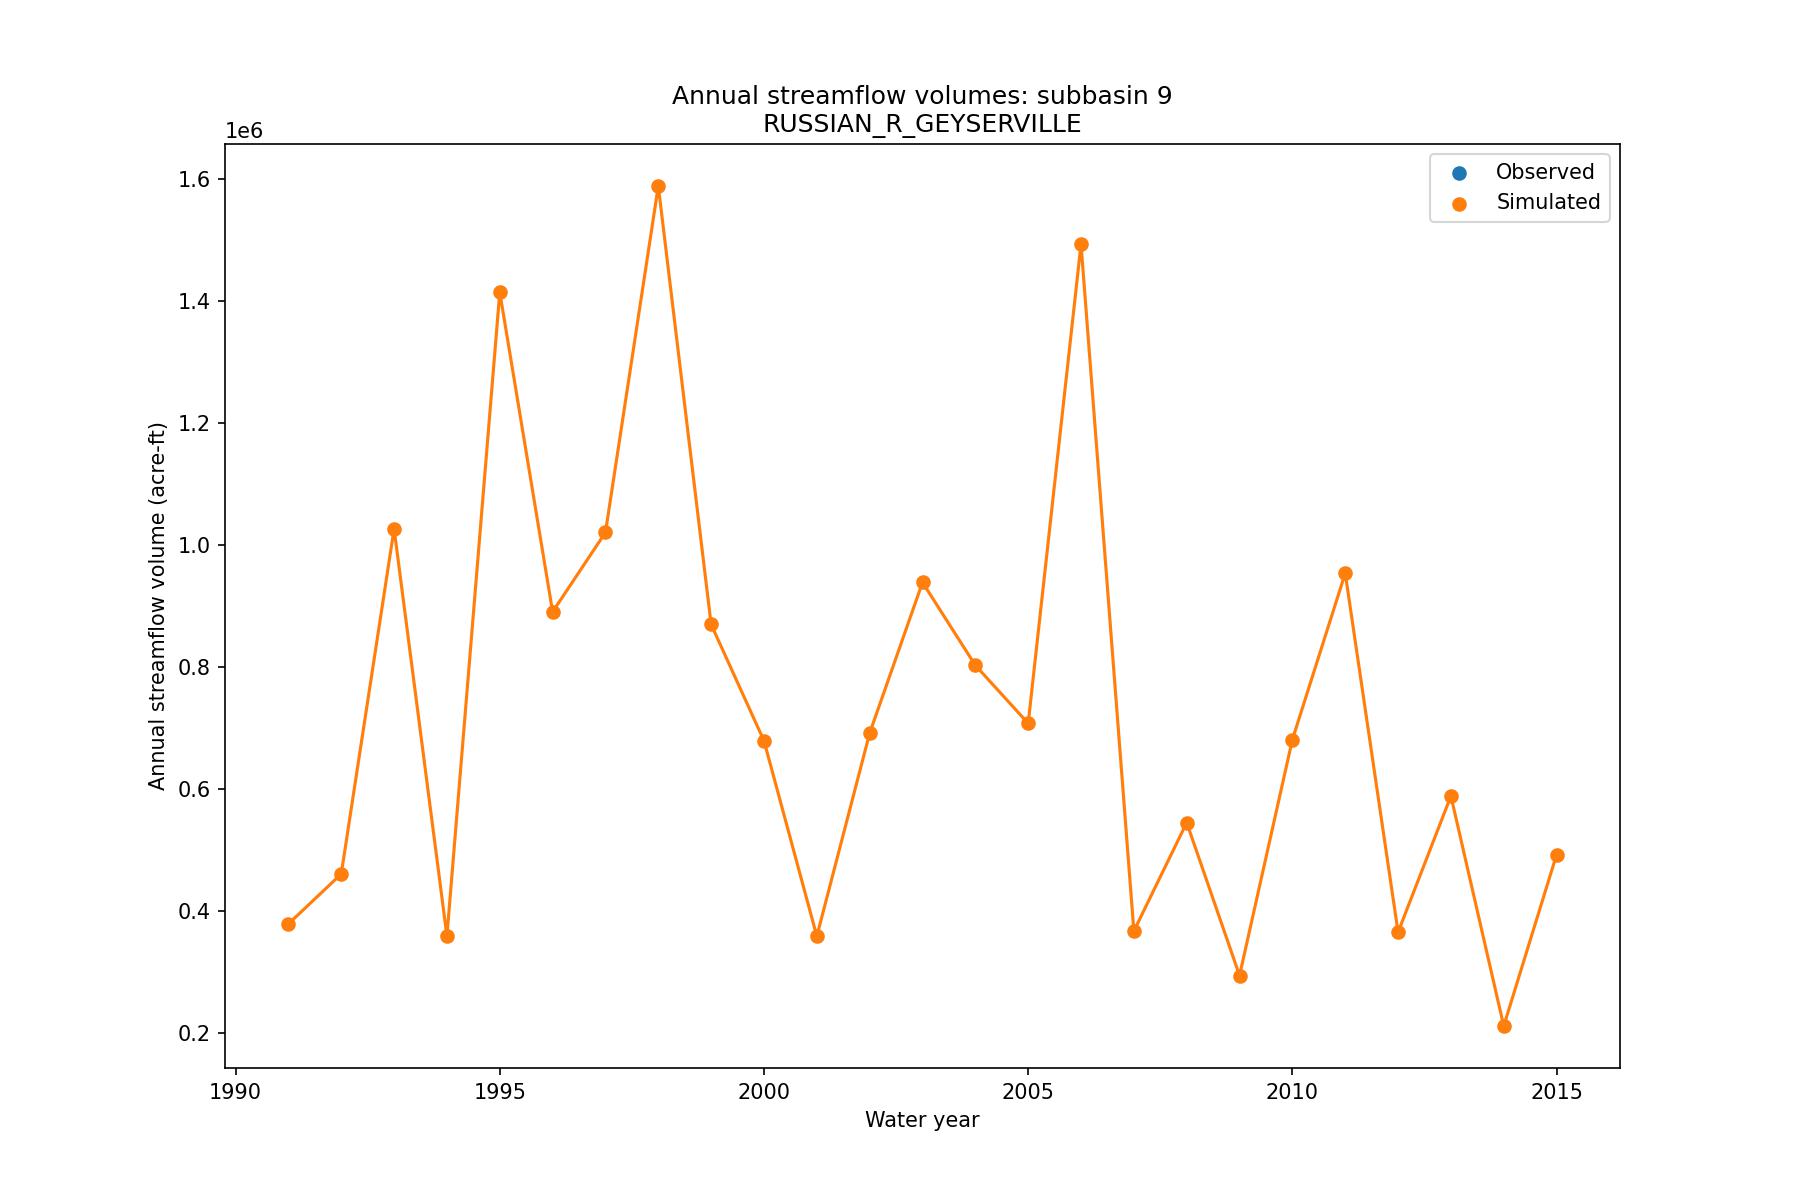 Annual streamflow volumes: subbasin 9
RUSSIAN_R_GEYSERVILLE
1e6
Observed
Simulated
1.6
1.4
1.2
1.0
0.8
0.6
0.4
0.2
Annual streamflow volume (acre-ft)
1990 1995 2000 2005 2010 2015
Water year